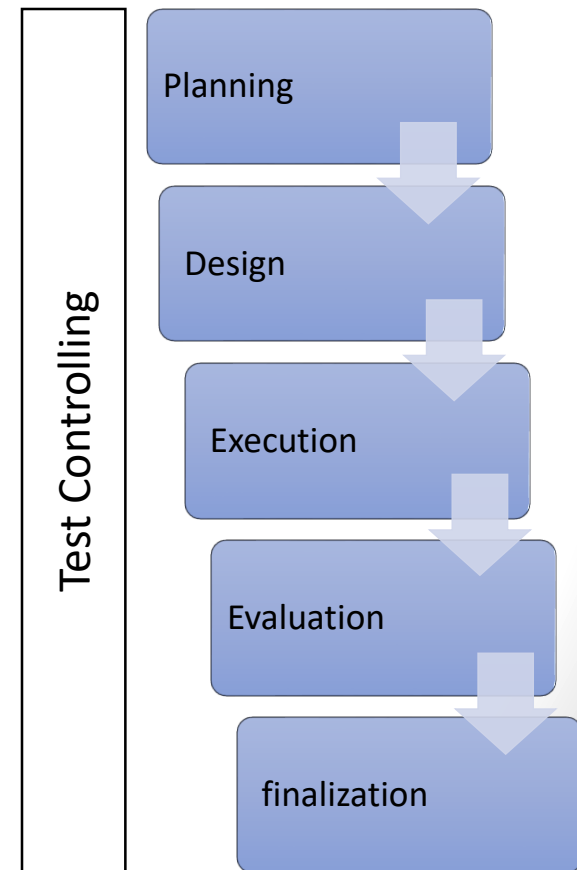 Test Controlling
Planning
Design
Execution
Evaluation
finalization